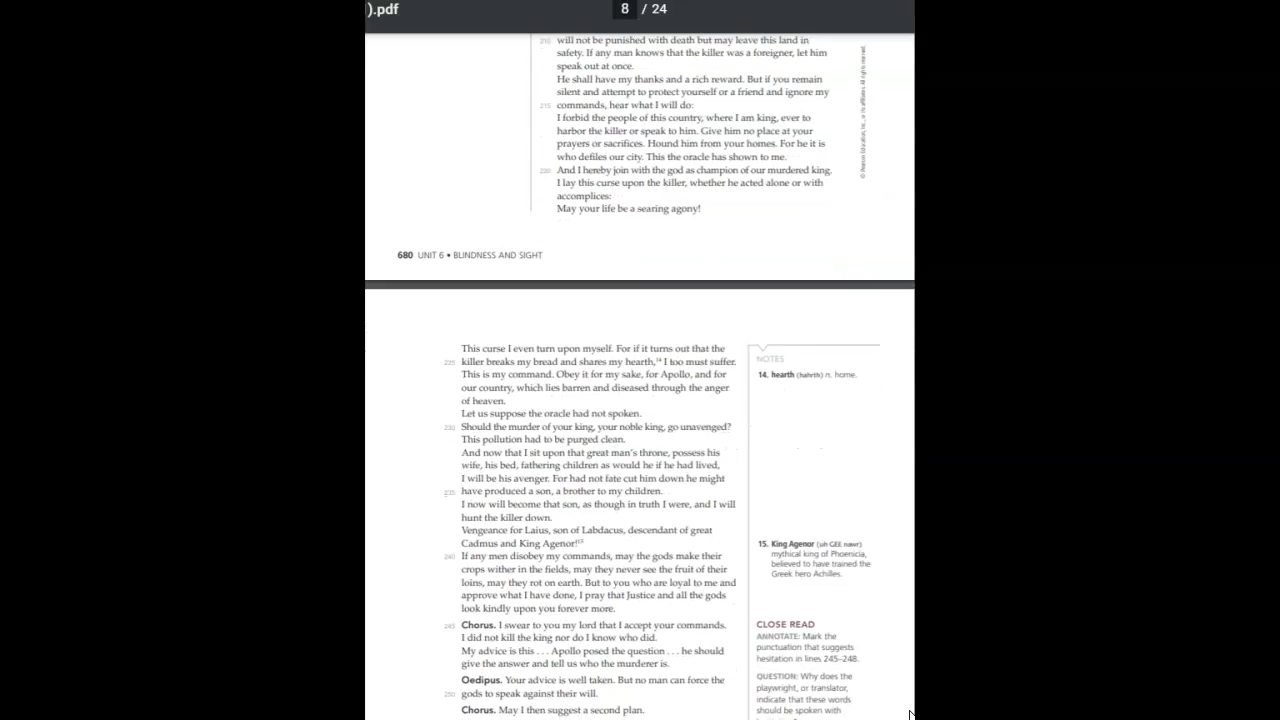 ).pdf
8 / 24
210 will not be punished with death but may leave this land in
safety. If any man knows that the killer was a foreigner, let him
speak out at once.
He shall have my thanks and a rich reward. But if you remain
silent and attempt to protect yourself or a friend and ignore my
215 commands, hear what I will do:
I forbid the people of this country, where I am king, ever to
harbor the killer or speak to him. Give him no place at your
prayers or sacrifices. Hound him from your homes. For he it is
who defiles our city. This the oracle has shown to me.
220 And I hereby join with the god as champion of our murdered king.
I lay this curse upon the killer, whether he acted alone or with
accomplices:
May your life be a searing agony!
© Pearson Education, Inc., or its affiliates. All rights reserved.
680 UNIT 6 • BLINDNESS AND SIGHT
This curse I even turn upon myself. For if it turns out that the
225 killer breaks my bread and shares my hearth,14 I too must suffer.
This is my command. Obey it for my sake, for Apollo, and for
our country, which lies barren and diseased through the anger
of heaven.
Let us suppose the oracle had not spoken.
230 Should the murder of your king, your noble king, go unavenged?
This pollution had to be purged clean.
And now that I sit upon that great man's throne, possess his
wife, his bed, fathering children as would he if he had lived,
I will be his avenger. For had not fate cut him down he might
235 have produced a son, a brother to my children.
I now will become that son, as though in truth I were, and I will
hunt the killer down.
Vengeance for Laius, son of Labdacus, descendant of great
Cadmus and King Agenor!15
240 If any men disobey my commands, may the gods make their
crops wither in the fields, may they never see the fruit of their
loins, may they rot on earth. But to you who are loyal to me and
approve what I have done, I pray that Justice and all the gods
look kindly upon you forever more.
245 Chorus. I swear to you my lord that I accept your commands.
I did not kill the king nor do I know who did.
My advice is this . . . Apollo posed the question . . . he should
give the answer and tell us who the murderer is.
Oedipus. Your advice is well taken. But no man can force the
250 gods to speak against their will.
Chorus. May I then suggest a second plan.
NOTES
14. hearth (hahrth) n. home.
15. King Agenor (uh GEE nawr)
mythical king of Phoenicia,
believed to have trained the
Greek hero Achilles.
CLOSE READ
ANNOTATE: Mark the
punctuation that suggests
hesitation in lines 245–248.
QUESTION: Why does the
playwright, or translator,
indicate that these words
should be spoken with